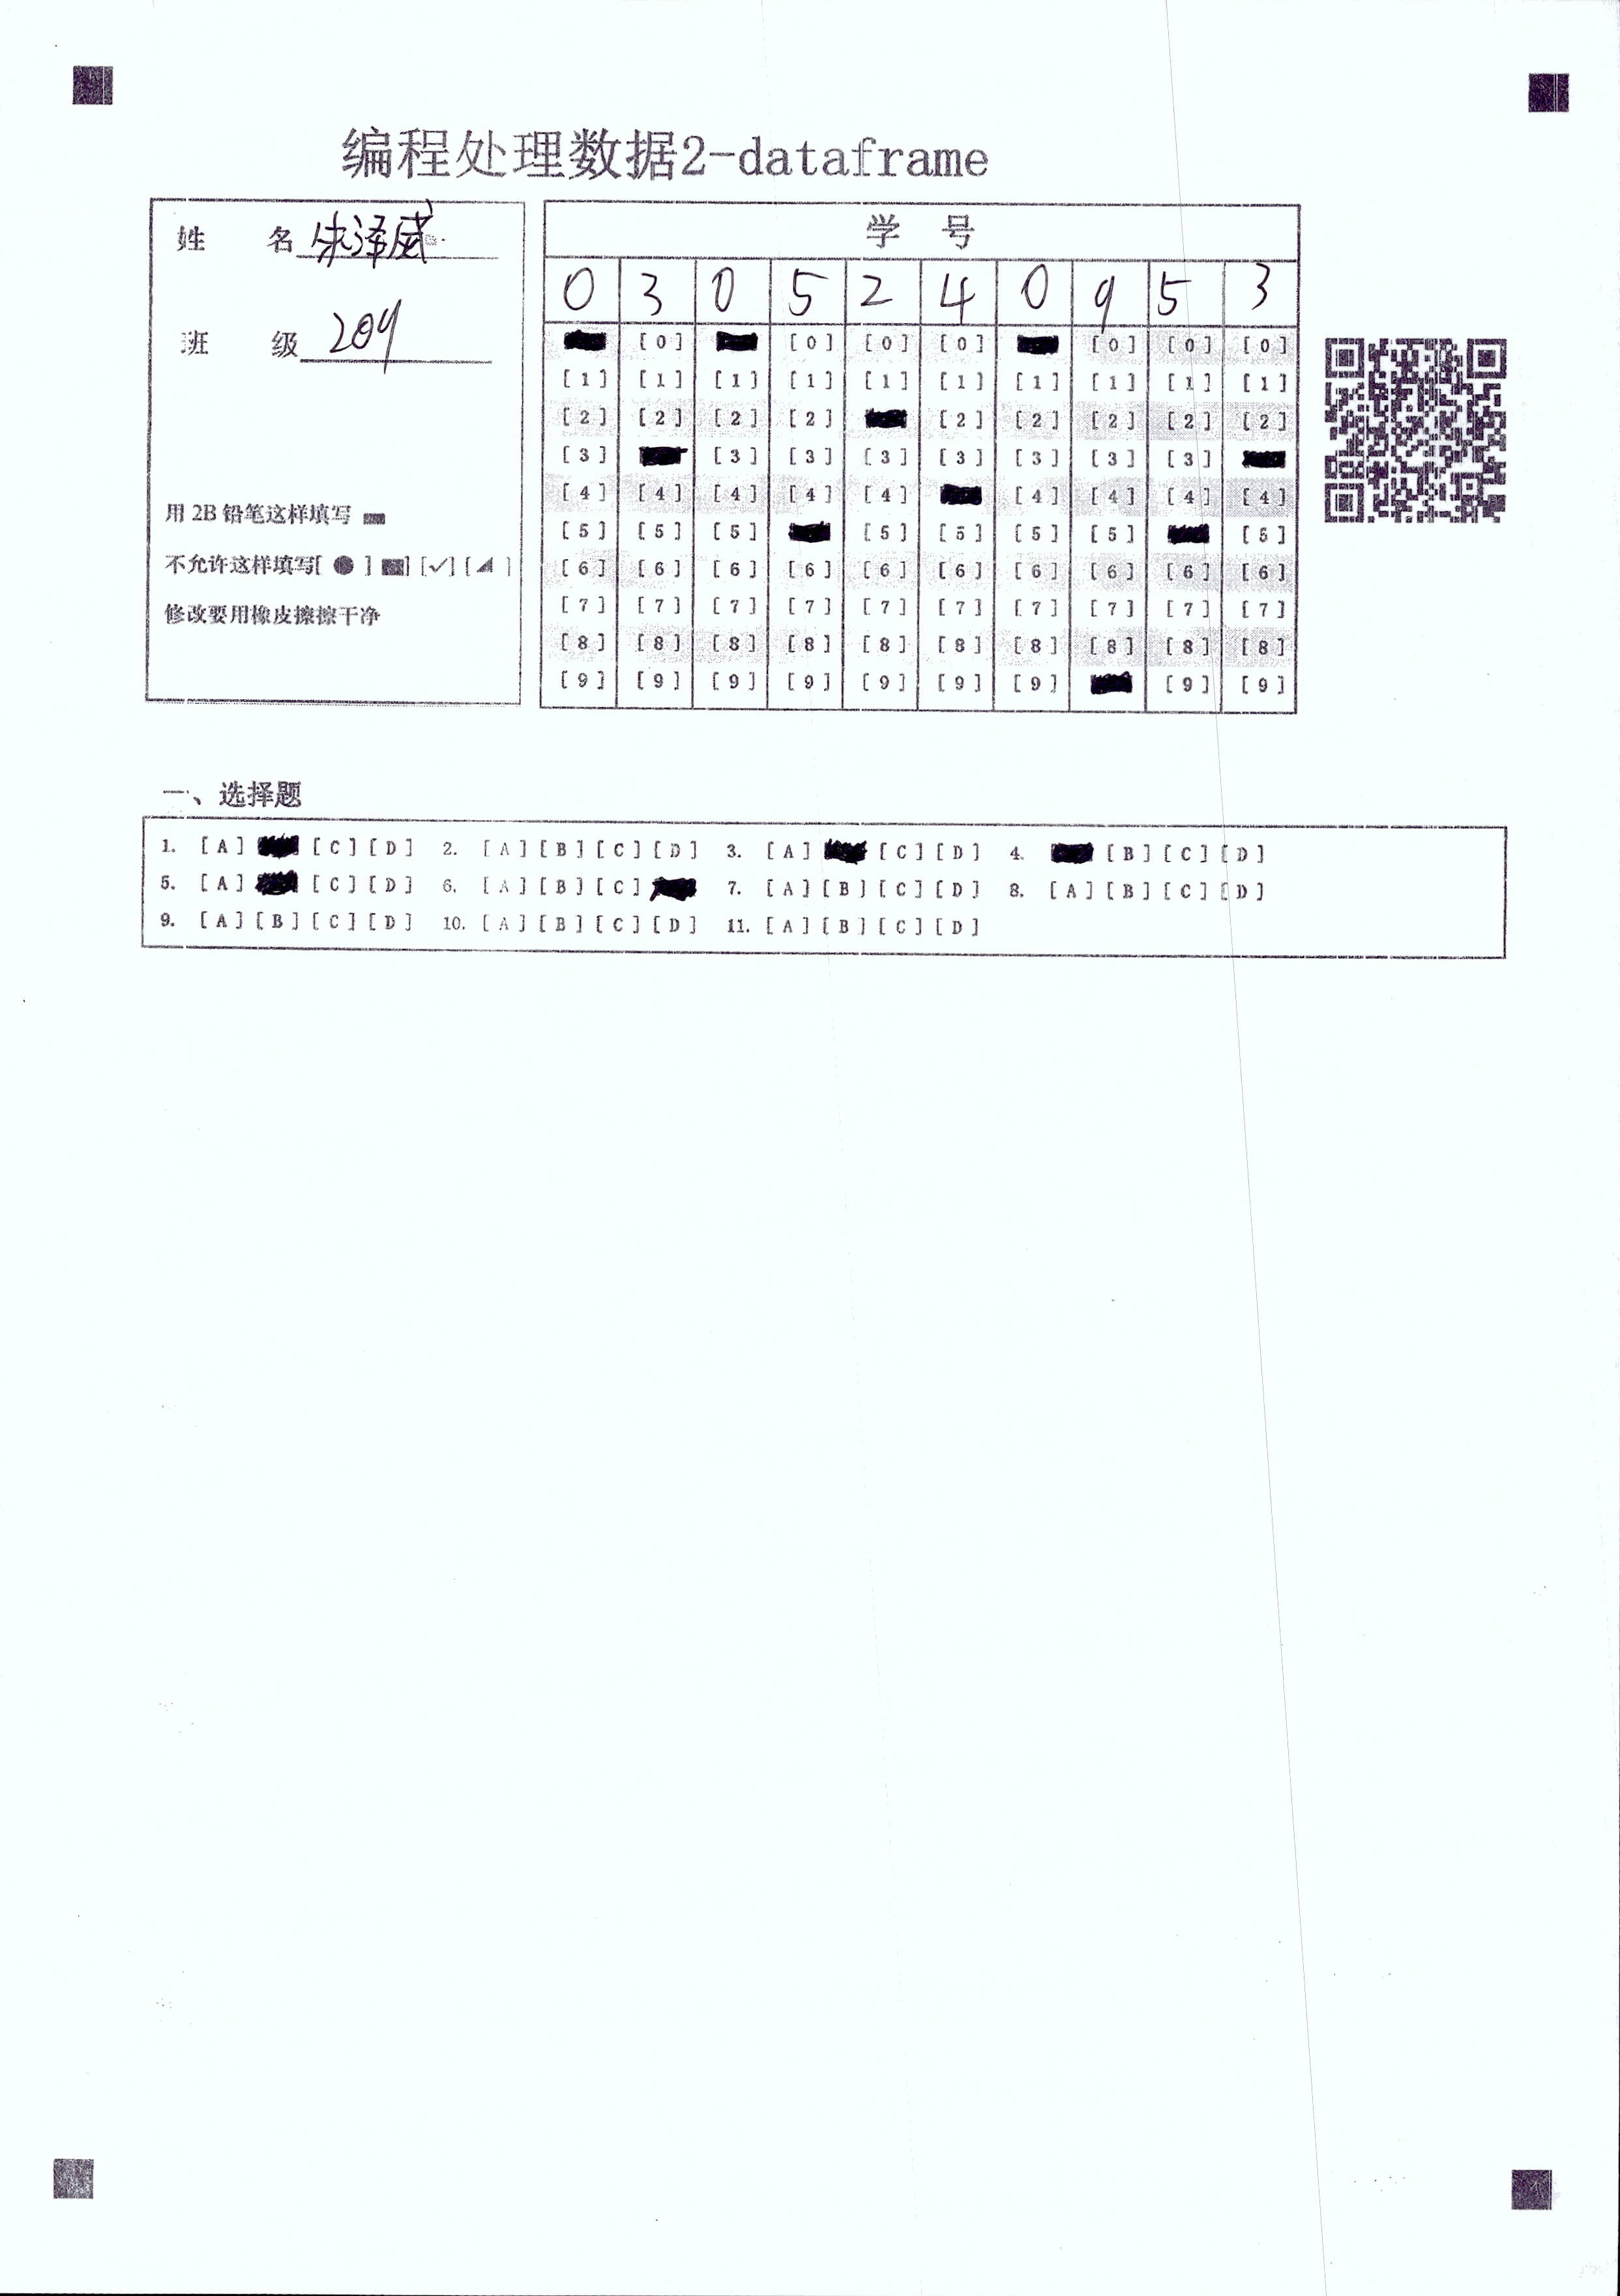 编程处理数据2-dataframe
姓 名 朱泽威
班 级 209
用 2B 铅笔这样填写
不允许这样填写[ ● ] [■] [✓] [◢ ]
修改要用橡皮擦擦干净
学 号
0 3 0 5 2 4 0 9 5 3
[0] [0] [0] [0] [0] [0] [0]
[1] [1] [1] [1] [1] [1] [1] [1] [1] [1]
[2] [2] [2] [2] [2] [2] [2] [2] [2]
[3] [3] [3] [3] [3] [3] [3] [3]
[4] [4] [4] [4] [4] [4] [4] [4] [4]
[5] [5] [5] [5] [5] [5] [5] [5]
[6] [6] [6] [6] [6] [6] [6] [6] [6] [6]
[7] [7] [7] [7] [7] [7] [7] [7] [7] [7]
[8] [8] [8] [8] [8] [8] [8] [8] [8] [8]
[9] [9] [9] [9] [9] [9] [9] [9] [9]
一、选择题
1. [A] [C] [D] 2. [A] [B] [C] [D] 3. [A] [C] [D] 4. [B] [C] [D]
5. [A] [C] [D] 6. [A] [B] [C] 7. [A] [B] [C] [D] 8. [A] [B] [C] [D]
9. [A] [B] [C] [D] 10. [A] [B] [C] [D] 11. [A] [B] [C] [D]